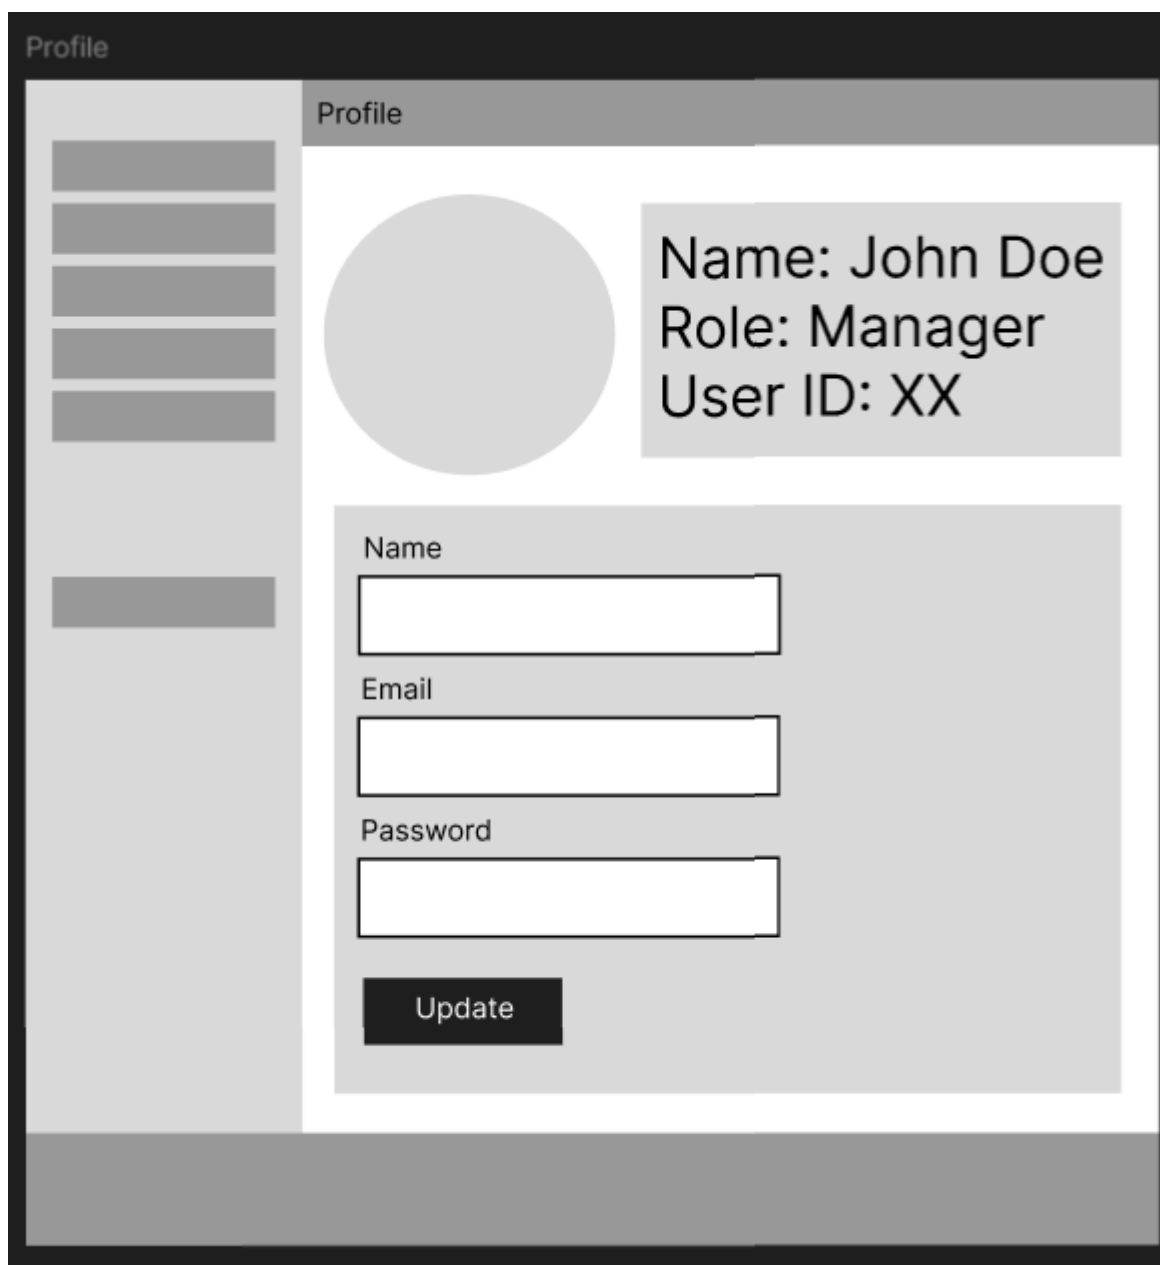 Profile
Profile
Name: John Doe
Role: Manager
User ID: XX
Name
Email
Password
Update